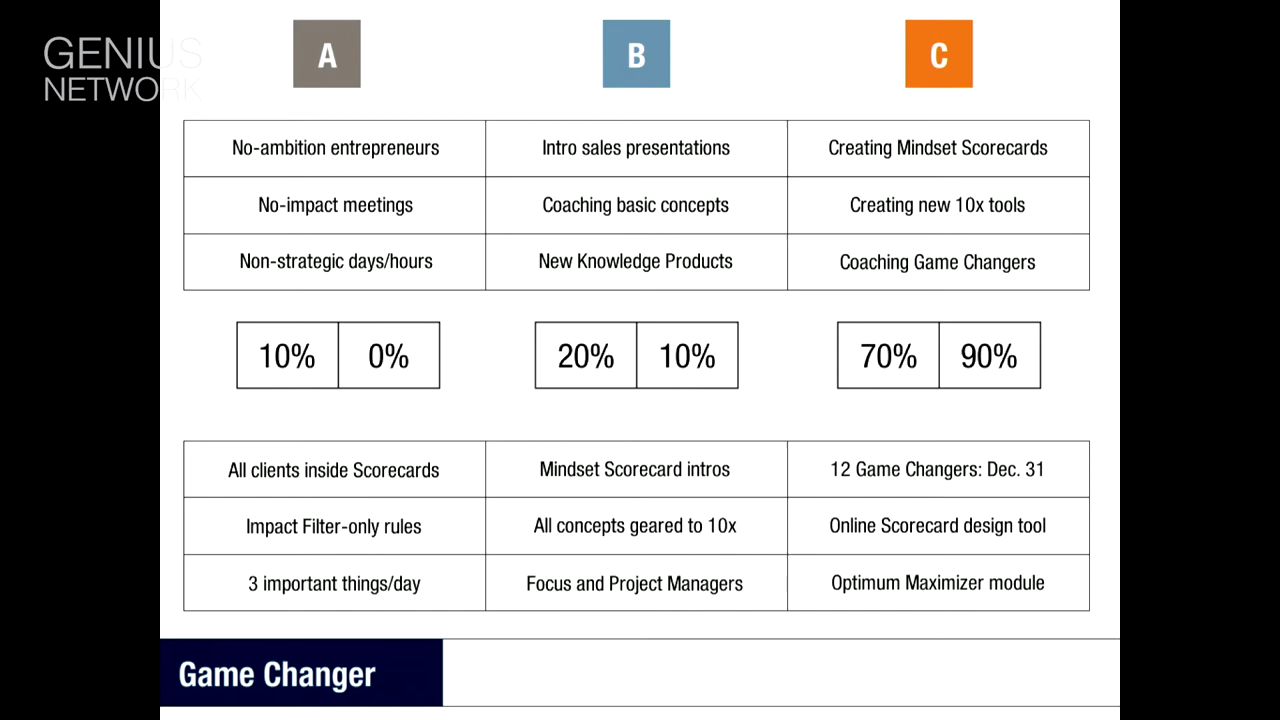 GENIUS
NETWORK
A
B
C
No-ambition entrepreneurs
Intro sales presentations
Creating Mindset Scorecards
No-impact meetings
Coaching basic concepts
Creating new 10x tools
Non-strategic days/hours
New Knowledge Products
Coaching Game Changers
10% 0%
20% 10%
70% 90%
All clients inside Scorecards
Mindset Scorecard intros
12 Game Changers: Dec. 31
Impact Filter-only rules
All concepts geared to 10x
Online Scorecard design tool
3 important things/day
Focus and Project Managers
Optimum Maximizer module
Game Changer